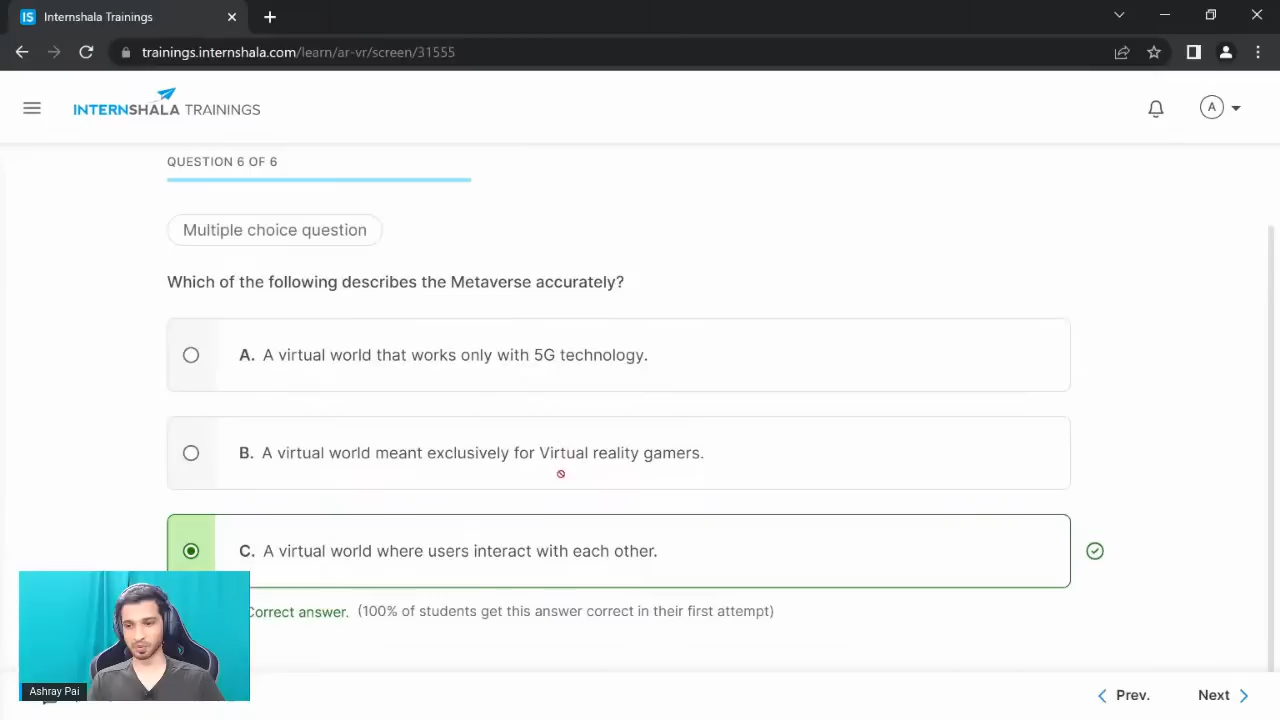 IS Internshala Trainings
trainings.internshala.com/learn/ar-vr/screen/31555
INTERNSHALA TRAININGS
A
QUESTION 6 OF 6
Multiple choice question
Which of the following describes the Metaverse accurately?
A. A virtual world that works only with 5G technology.
B. A virtual world meant exclusively for Virtual reality gamers.
C. A virtual world where users interact with each other.
Correct answer. (100% of students get this answer correct in their first attempt)
Ashray Pai
Prev. Next